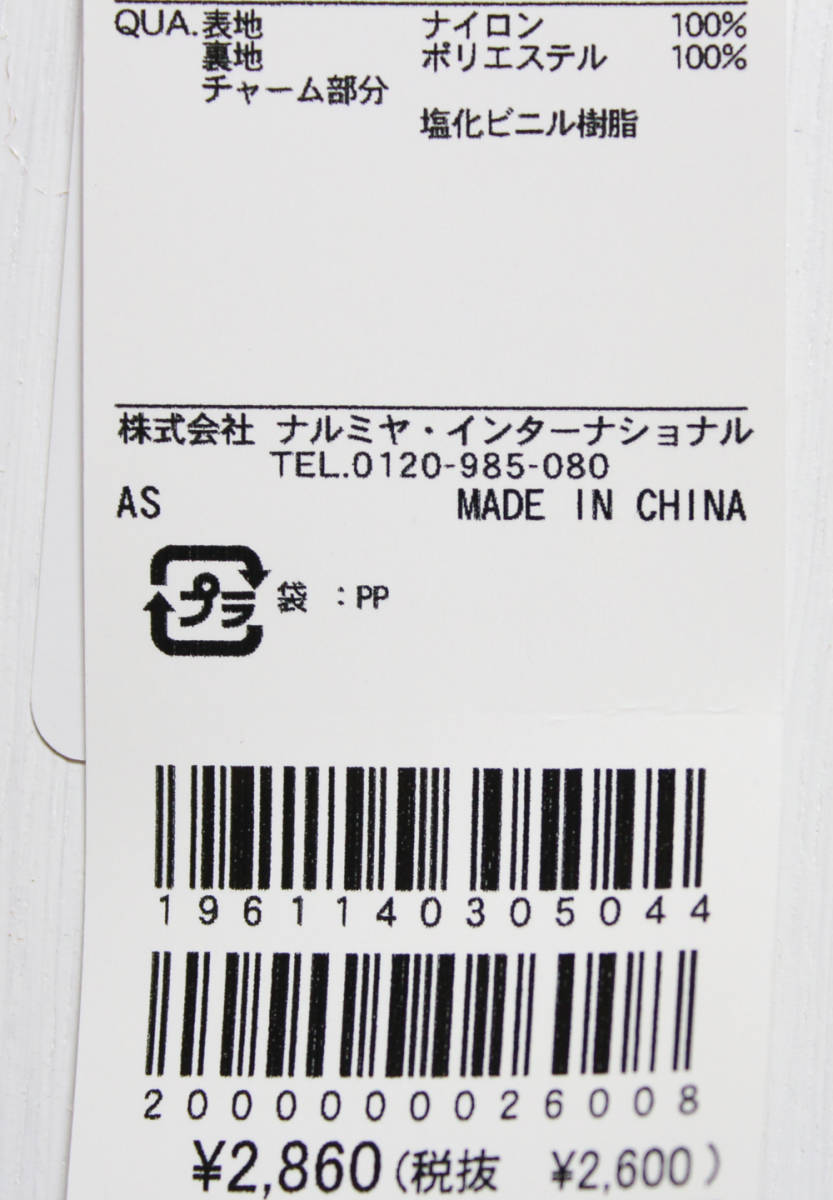 QUA.表地 ナイロン 100%
裏地 ポリエステル 100%
チャーム部分
塩化ビニル樹脂
株式会社 ナルミヤ・インターナショナル
TEL.0120-985-080
AS MADE IN CHINA
プラ 袋 :PP
1961140305044
2000000026008
¥2,860(税抜 ¥2,600)